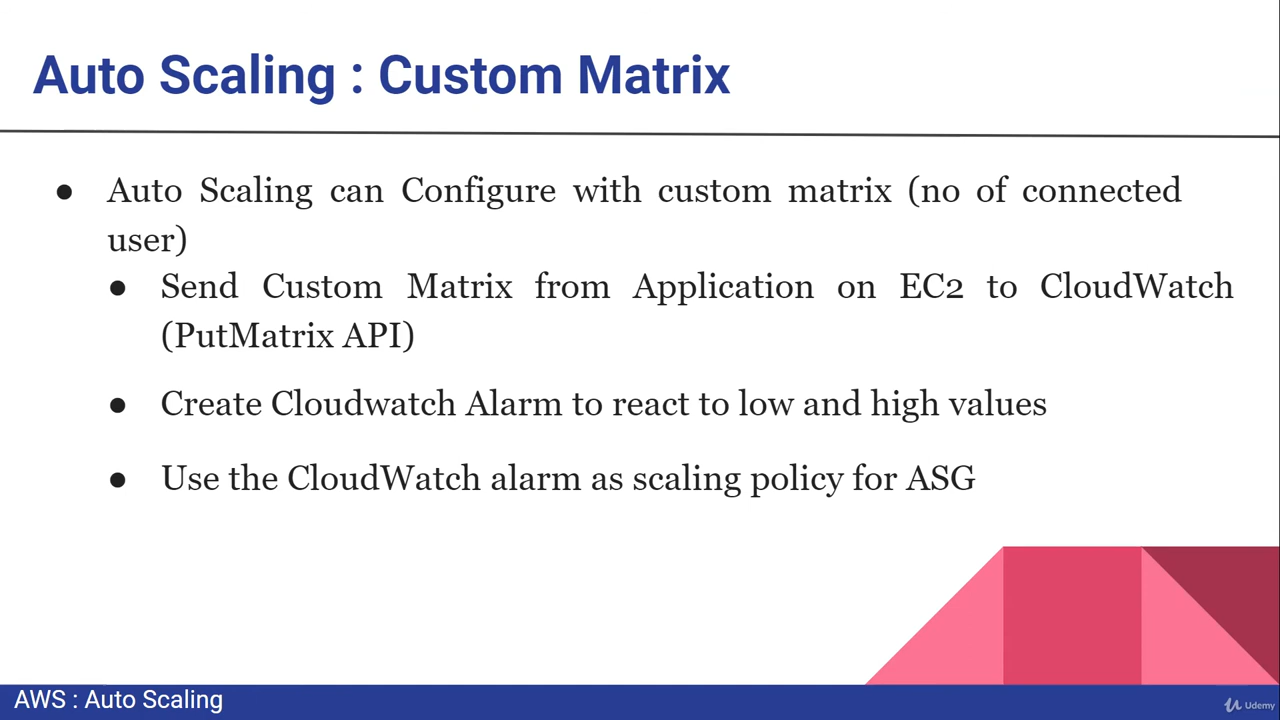 Auto Scaling : Custom Matrix
● Auto Scaling can Configure with custom matrix (no of connected
user)
● Send Custom Matrix from Application on EC2 to CloudWatch
(PutMatrix API)
● Create Cloudwatch Alarm to react to low and high values
● Use the CloudWatch alarm as scaling policy for ASG
AWS : Auto Scaling
Udemy